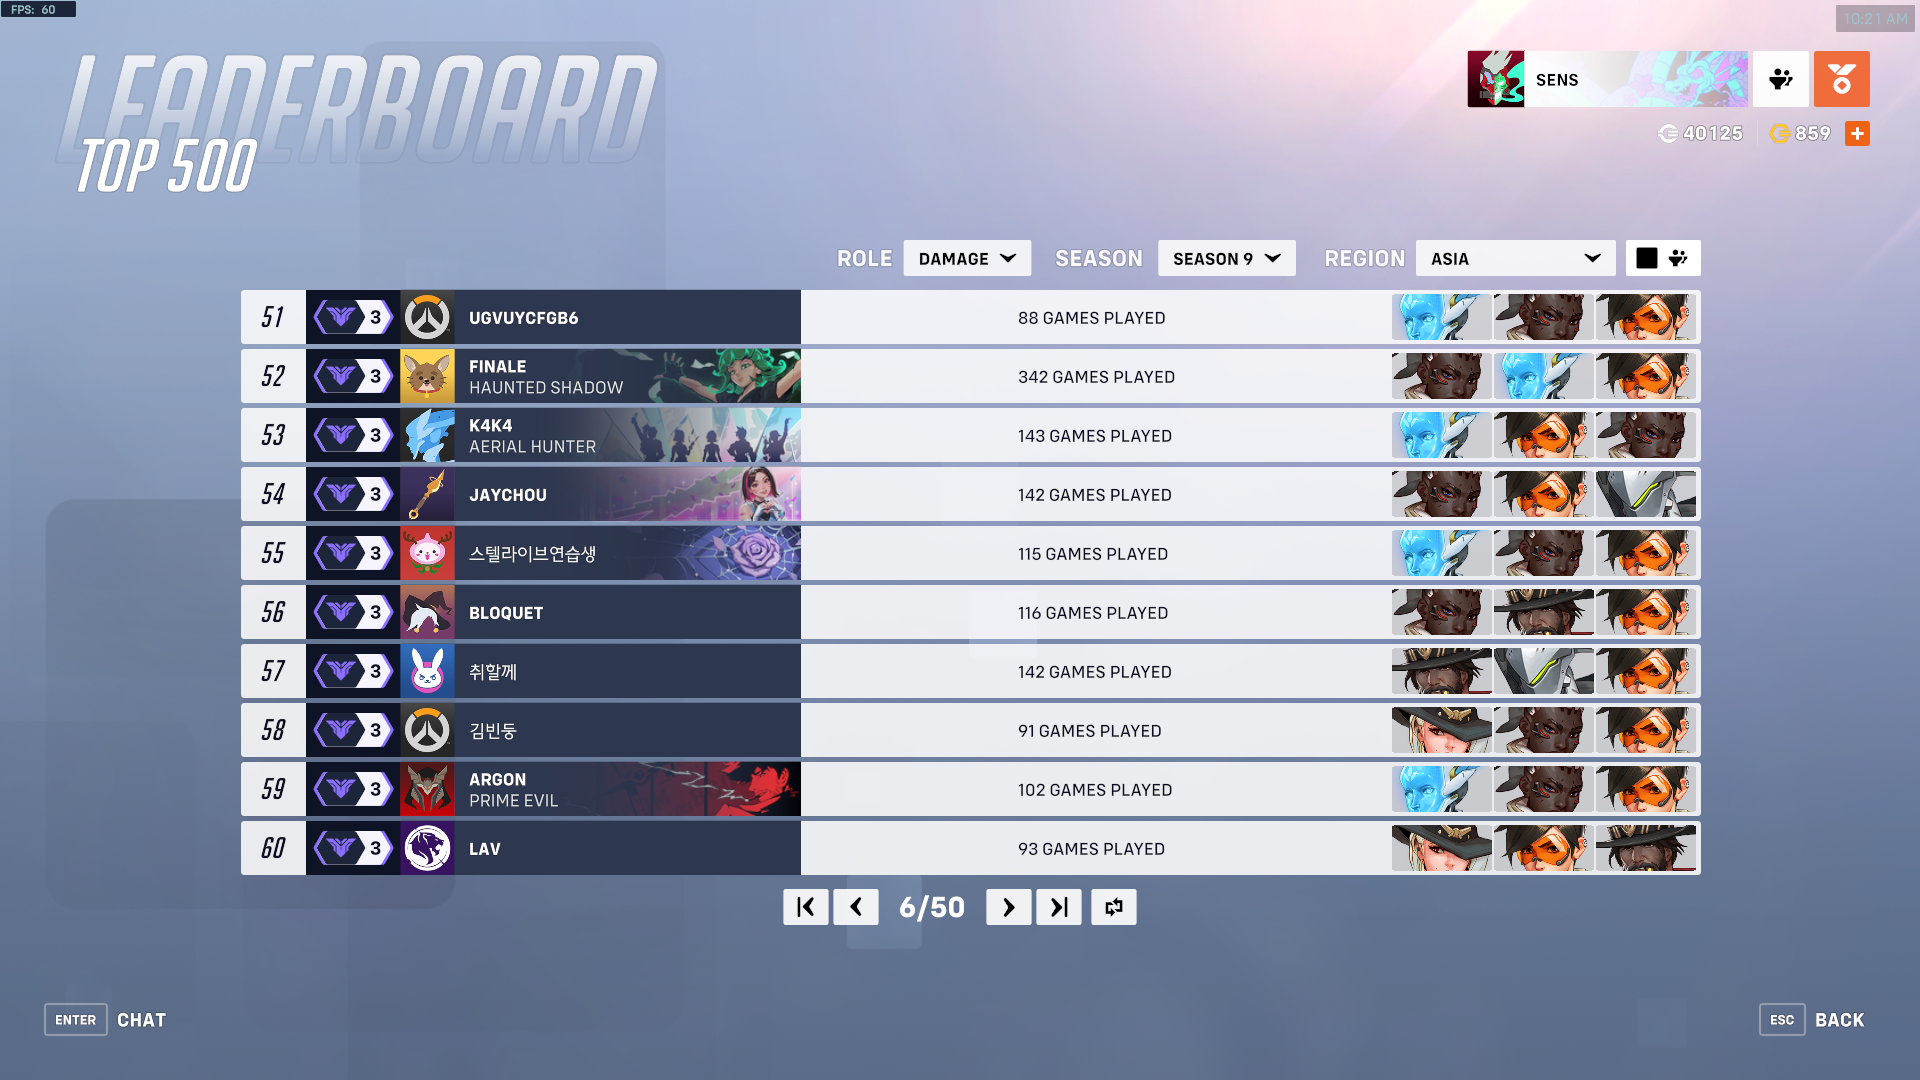 FPS: 60
10:21 AM
LEADERBOARD
TOP 500
SENS
40125 859
ROLE DAMAGE SEASON SEASON 9 REGION ASIA
51 3 UGVUYCFGB6 88 GAMES PLAYED
52 3 FINALE 342 GAMES PLAYED
HAUNTED SHADOW
53 3 K4K4 143 GAMES PLAYED
AERIAL HUNTER
54 3 JAYCHOU 142 GAMES PLAYED
55 3 스텔라이브연습생 115 GAMES PLAYED
56 3 BLOQUET 116 GAMES PLAYED
57 3 취할께 142 GAMES PLAYED
58 3 김빈둥 91 GAMES PLAYED
59 3 ARGON 102 GAMES PLAYED
PRIME EVIL
60 3 LAV 93 GAMES PLAYED
6/50
ENTER CHAT
ESC BACK